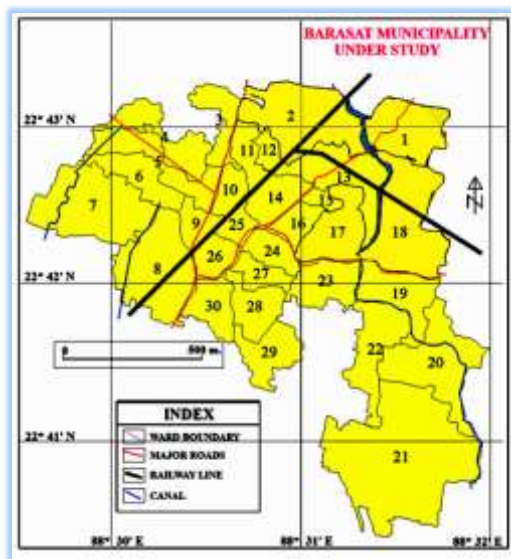 BARASAT MUNICIPALITY
UNDER STUDY
22° 43' N
22° 42' N
22° 41' N
2
3
1
4
11
12
5
13
6
10
14
15
7
9
25
16
17
18
26
24
8
27
23
19
30
28
22
29
20
21
N
0 500 m.
INDEX
WARD BOUNDARY
MAJOR ROADS
RAILWAY LINE
CANAL
88° 30' E
88° 31' E
88° 32' E